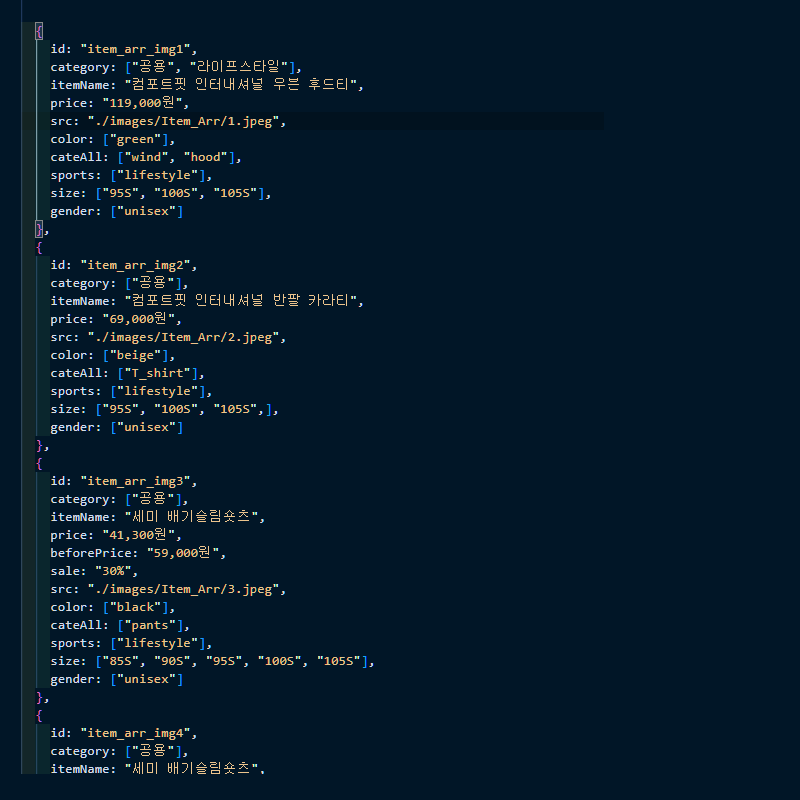 {
id: "item_arr_img1",
category: ["공용", "라이프스타일"],
itemName: "컴포트핏 인터내셔널 우븐 후드티",
price: "119,000원",
src: "./images/Item_Arr/1.jpeg",
color: ["green"],
cateAll: ["wind", "hood"],
sports: ["lifestyle"],
size: ["95S", "100S", "105S"],
gender: ["unisex"]
},
{
id: "item_arr_img2",
category: ["공용"],
itemName: "컴포트핏 인터내셔널 반팔 카라티",
price: "69,000원",
src: "./images/Item_Arr/2.jpeg",
color: ["beige"],
cateAll: ["T_shirt"],
sports: ["lifestyle"],
size: ["95S", "100S", "105S",],
gender: ["unisex"]
},
{
id: "item_arr_img3",
category: ["공용"],
itemName: "세미 배기슬림숏츠",
price: "41,300원",
beforePrice: "59,000원",
sale: "30%",
src: "./images/Item_Arr/3.jpeg",
color: ["black"],
cateAll: ["pants"],
sports: ["lifestyle"],
size: ["85S", "90S", "95S", "100S", "105S"],
gender: ["unisex"]
},
{
id: "item_arr_img4",
category: ["공용"],
itemName: "세미 배기슬림숏츠",